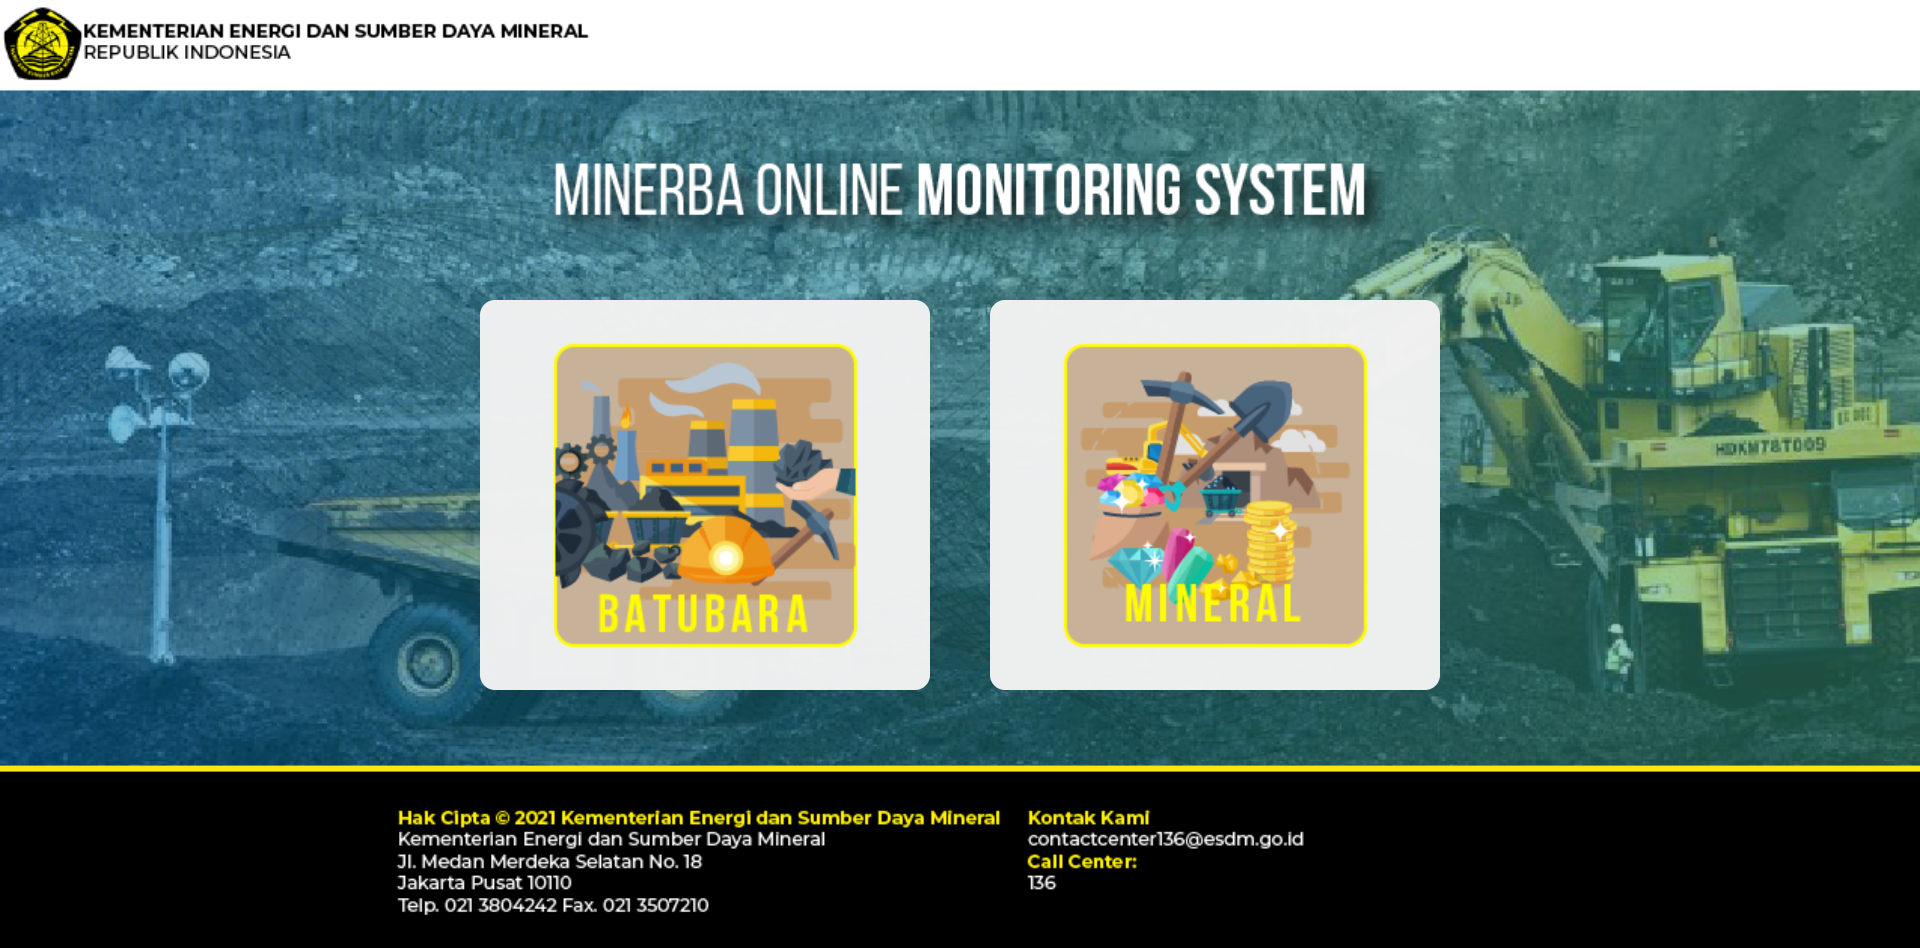 KEMENTERIAN ENERGI DAN SUMBER DAYA MINERAL
REPUBLIK INDONESIA
MINERBA ONLINE MONITORING SYSTEM
HDKMT8T009
BATUBARA
MINERAL
Hak Cipta © 2021 Kementerian Energi dan Sumber Daya Mineral
Kementerian Energi dan Sumber Daya Mineral
Jl. Medan Merdeka Selatan No. 18
Jakarta Pusat 10110
Telp. 021 3804242 Fax. 021 3507210
Kontak Kami
contactcenter136@esdm.go.id
Call Center:
136